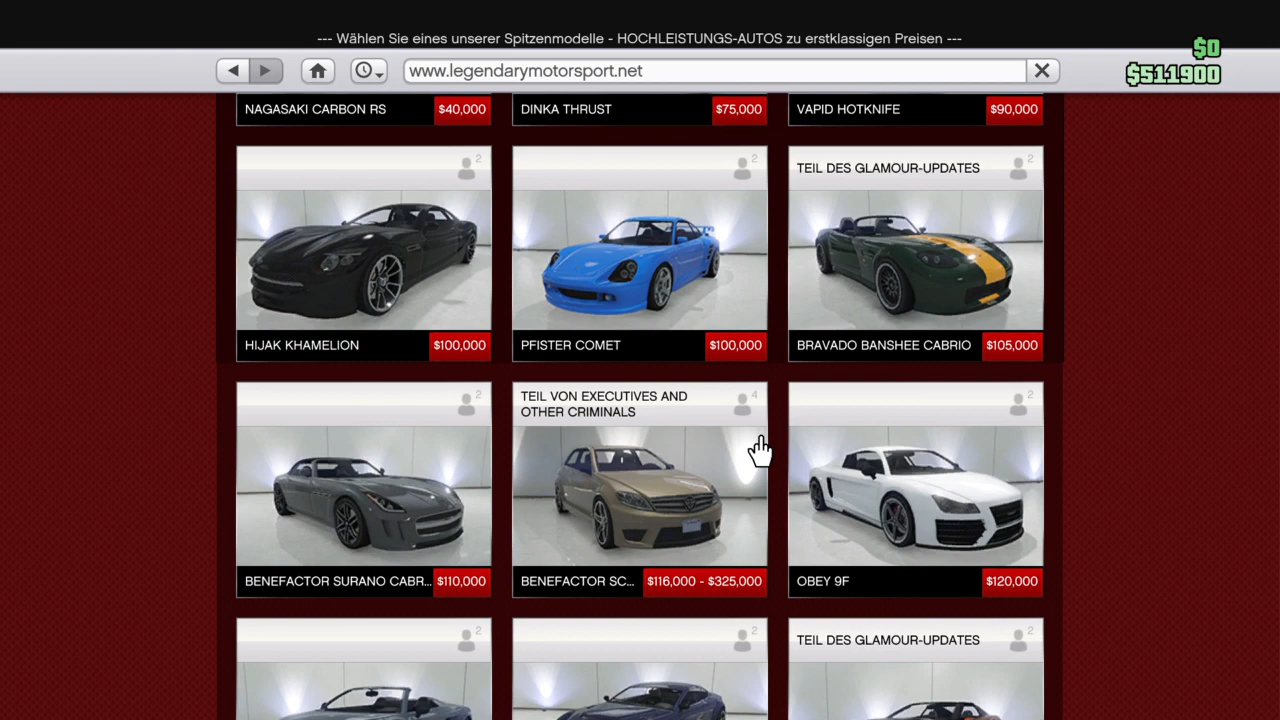 --- Wählen Sie eines unserer Spitzenmodelle - HOCHLEISTUNGS-AUTOS zu erstklassigen Preisen ---
$0
www.legendarymotorsport.net
$511900
NAGASAKI CARBON RS $40,000
DINKA THRUST $75,000
VAPID HOTKNIFE $90,000
2
2
TEIL DES GLAMOUR-UPDATES 2
HIJAK KHAMELION $100,000
PFISTER COMET $100,000
BRAVADO BANSHEE CABRIO $105,000
2
TEIL VON EXECUTIVES AND
OTHER CRIMINALS
4
2
BENEFACTOR SURANO CABR... $110,000
BENEFACTOR SC... $116,000 - $325,000
OBEY 9F $120,000
2
2
TEIL DES GLAMOUR-UPDATES 2